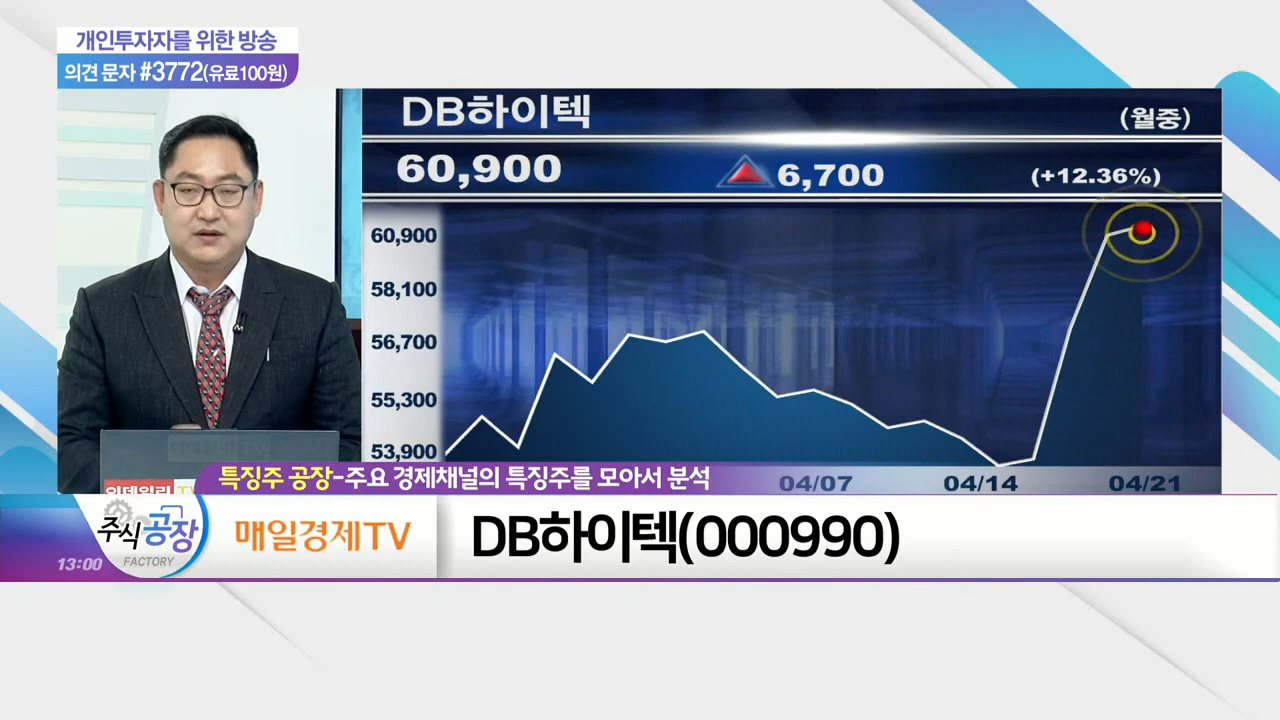 개인투자자를 위한 방송
의견 문자 #3772(유료100원)
DB하이텍
(월중)
60,900
6,700
(+12.36%)
60,900
58,100
56,700
55,300
53,900
04/07
04/14
04/21
특징주 공장-주요 경제채널의 특징주를 모아서 분석
주식공장
FACTORY
13:00
매일경제TV
DB하이텍(000990)